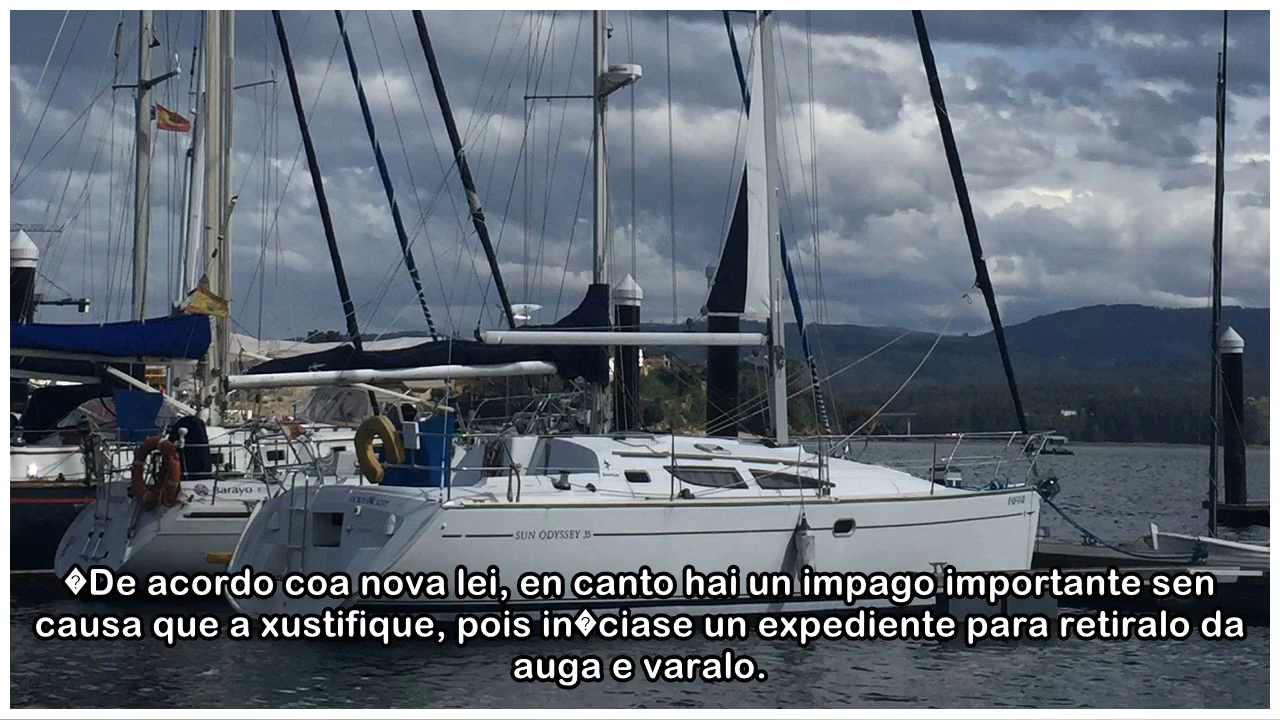 Barayo
SUN ODYSSEY 35
�De acordo coa nova lei, en canto hai un impago importante sen
causa que a xustifique, pois in�ciase un expediente para retiralo da
auga e varalo.